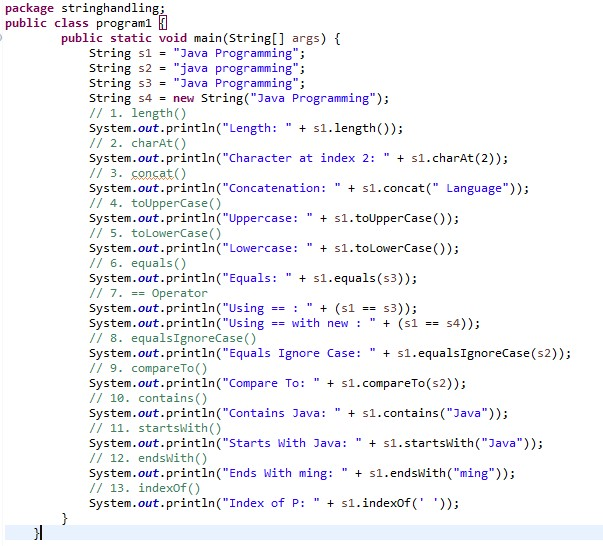 package stringhandling;
public class program1 {
public static void main(String[] args) {
String s1 = "Java Programming";
String s2 = "java programming";
String s3 = "Java Programming";
String s4 = new String("Java Programming");
// 1. length()
System.out.println("Length: " + s1.length());
// 2. charAt()
System.out.println("Character at index 2: " + s1.charAt(2));
// 3. concat()
System.out.println("Concatenation: " + s1.concat(" Language"));
// 4. toUpperCase()
System.out.println("Uppercase: " + s1.toUpperCase());
// 5. toLowerCase()
System.out.println("Lowercase: " + s1.toLowerCase());
// 6. equals()
System.out.println("Equals: " + s1.equals(s3));
// 7. == Operator
System.out.println("Using == : " + (s1 == s3));
System.out.println("Using == with new : " + (s1 == s4));
// 8. equalsIgnoreCase()
System.out.println("Equals Ignore Case: " + s1.equalsIgnoreCase(s2));
// 9. compareTo()
System.out.println("Compare To: " + s1.compareTo(s2));
// 10. contains()
System.out.println("Contains Java: " + s1.contains("Java"));
// 11. startsWith()
System.out.println("Starts With Java: " + s1.startsWith("Java"));
// 12. endsWith()
System.out.println("Ends With ming: " + s1.endsWith("ming"));
// 13. indexOf()
System.out.println("Index of P: " + s1.indexOf(' '));
}
}